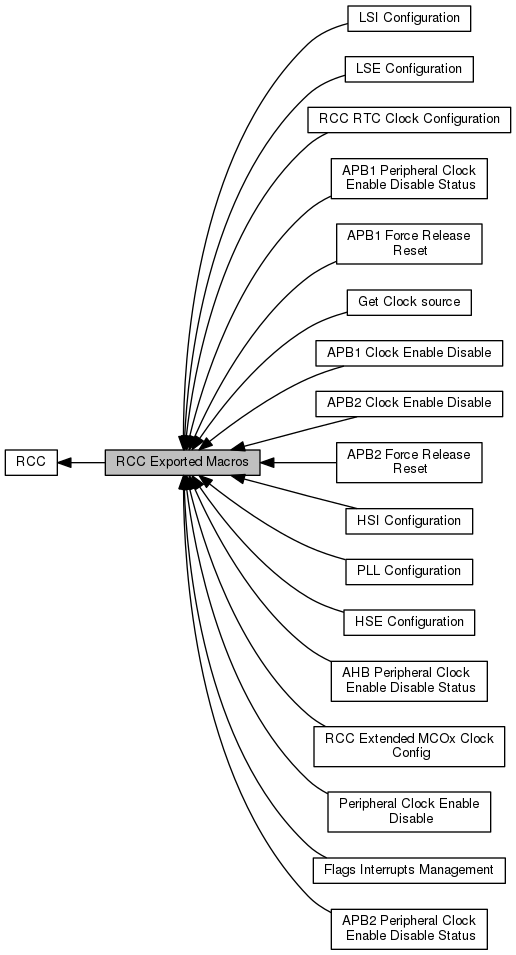 LSI Configuration
LSE Configuration
RCC RTC Clock Configuration
APB1 Peripheral Clock
Enable Disable Status
APB1 Force Release
Reset
Get Clock source
APB1 Clock Enable Disable
APB2 Clock Enable Disable
RCC
RCC Exported Macros
APB2 Force Release
Reset
HSI Configuration
PLL Configuration
HSE Configuration
AHB Peripheral Clock
Enable Disable Status
RCC Extended MCOx Clock
Config
Peripheral Clock Enable
Disable
Flags Interrupts Management
APB2 Peripheral Clock
Enable Disable Status